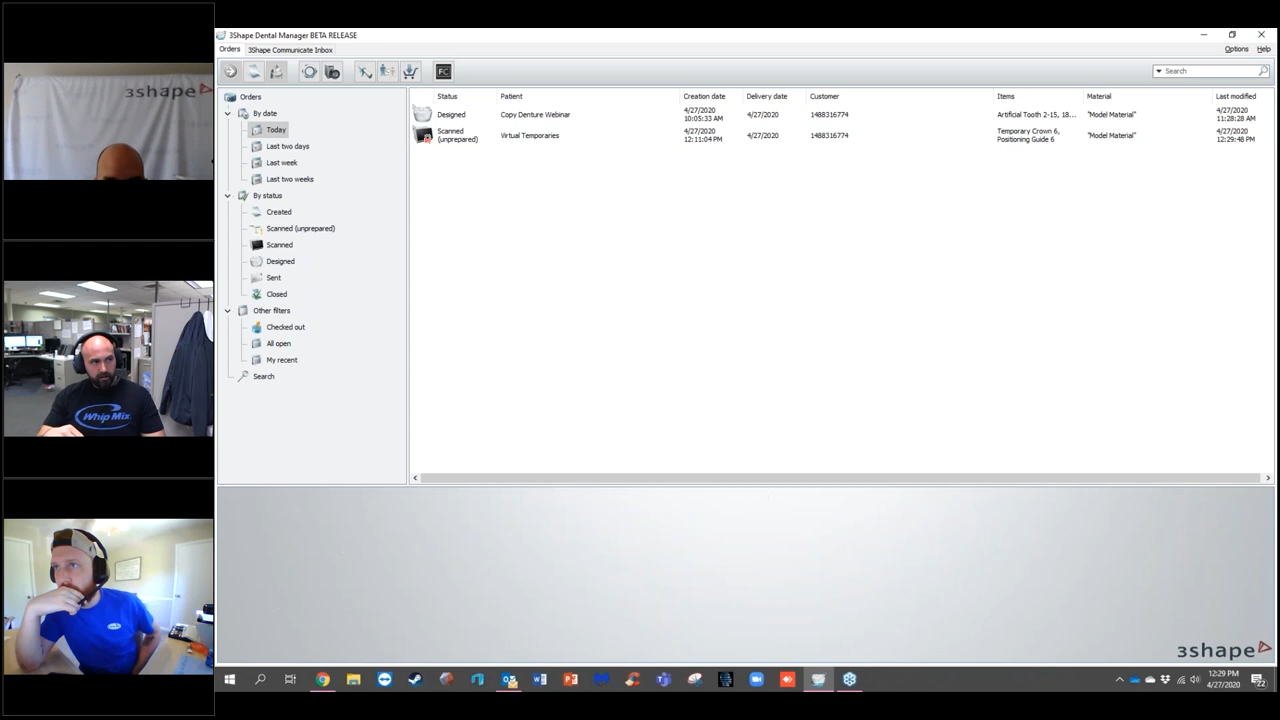 3shape
Whip Mix
3Shape Dental Manager BETA RELEASE
Orders
3Shape Communicate Inbox
Options
Help
FC
Search
Orders
By date
Today
Last two days
Last week
Last two weeks
By status
Created
Scanned (unprepared)
Scanned
Designed
Sent
Closed
Other filters
Checked out
All open
My recent
Search
Status Patient Creation date Delivery date Customer Items Material Last modified
Designed Copy Denture Webinar 4/27/2020 10:05:33 AM 4/27/2020 1488316774 Artificial Tooth 2-15, 18... "Model Material" 4/27/2020 11:28:28 AM
Scanned (unprepared) Virtual Temporaries 4/27/2020 12:11:04 PM 4/27/2020 1488316774 Temporary Crown 6, Positioning Guide 6 "Model Material" 4/27/2020 12:29:48 PM
3shape
12:29 PM
4/27/2020
22